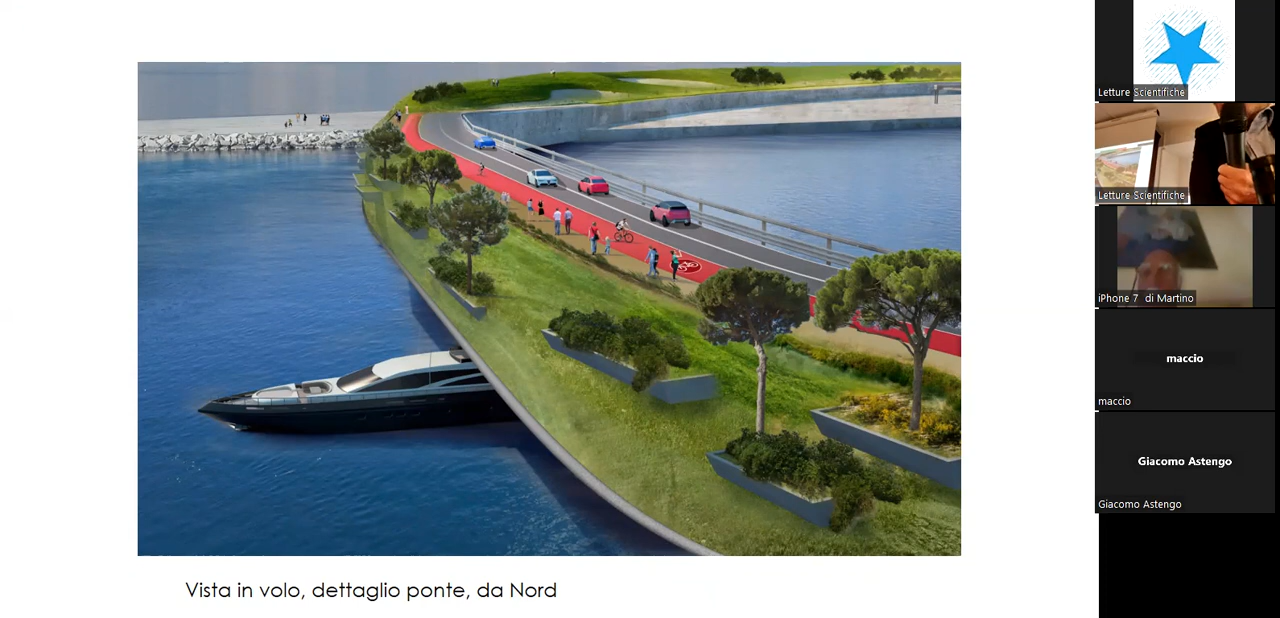 Vista in volo, dettaglio ponte, da Nord
Letture Scientifiche
Letture Scientifiche
iPhone 7 di Martino
maccio
maccio
Giacomo Astengo
Giacomo Astengo